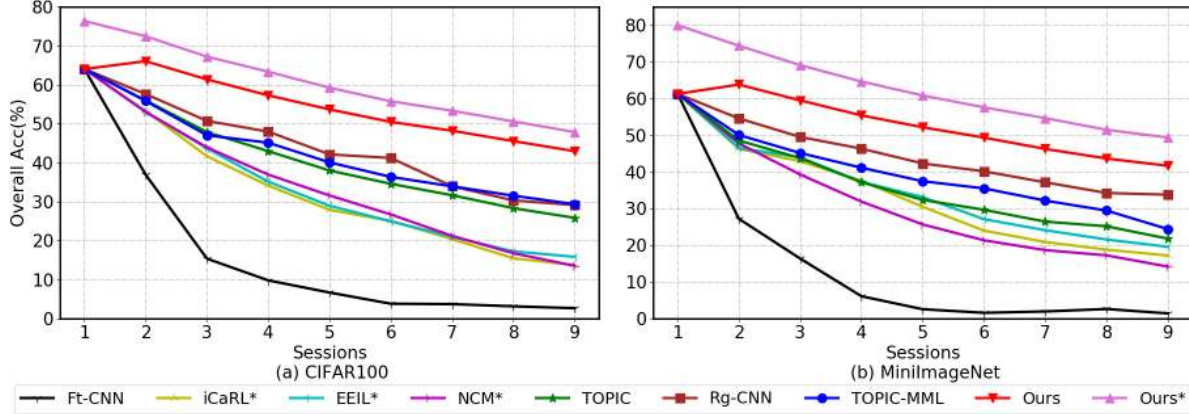 80
70
60
50
40
30
20
10
0
Overall Acc(%)
1 2 3 4 5 6 7 8 9
Sessions
(a) CIFAR100
80
70
60
50
40
30
20
10
0
1 2 3 4 5 6 7 8 9
Sessions
(b) MiniImageNet
Ft-CNN iCaRL* EEIL* NCM* TOPIC Rg-CNN TOPIC-MML Ours Ours*